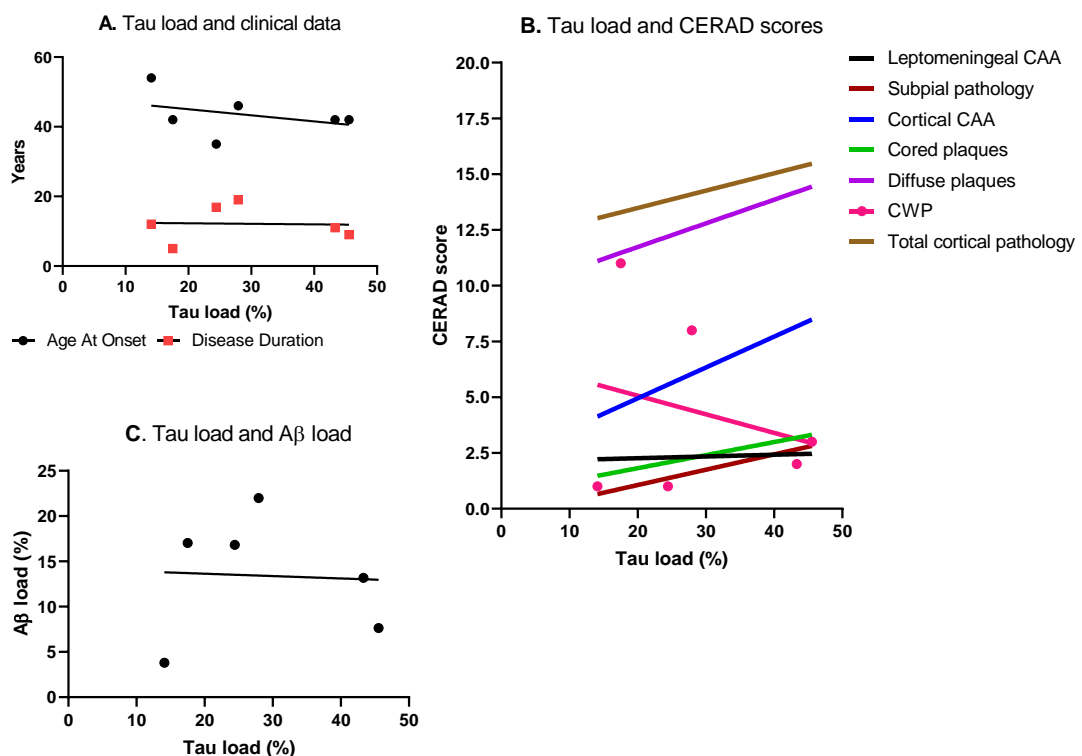 A. Tau load and clinical data
60
40
20
0
Years
0 10 20 30 40 50
Tau load (%)
Age At Onset Disease Duration
B. Tau load and CERAD scores
20.0
17.5
15.0
12.5
10.0
7.5
5.0
2.5
0.0
CERAD score
0 10 20 30 40 50
Tau load (%)
Leptomeningeal CAA
Subpial pathology
Cortical CAA
Cored plaques
Diffuse plaques
CWP
Total cortical pathology
C. Tau load and Aβ load
25
20
15
10
5
0
Aβ load (%)
0 10 20 30 40 50
Tau load (%)